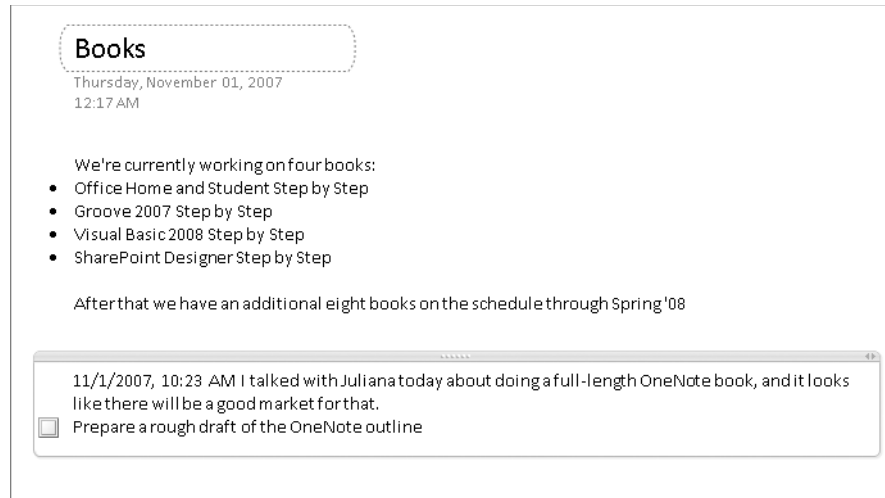 Books
Thursday, November 01, 2007
12:17 AM
We're currently working on four books:
• Office Home and Student Step by Step
• Groove 2007 Step by Step
• Visual Basic 2008 Step by Step
• SharePoint Designer Step by Step
After that we have an additional eight books on the schedule through Spring '08
11/1/2007, 10:23 AM I talked with Juliana today about doing a full-length OneNote book, and it looks
like there will be a good market for that.
Prepare a rough draft of the OneNote outline